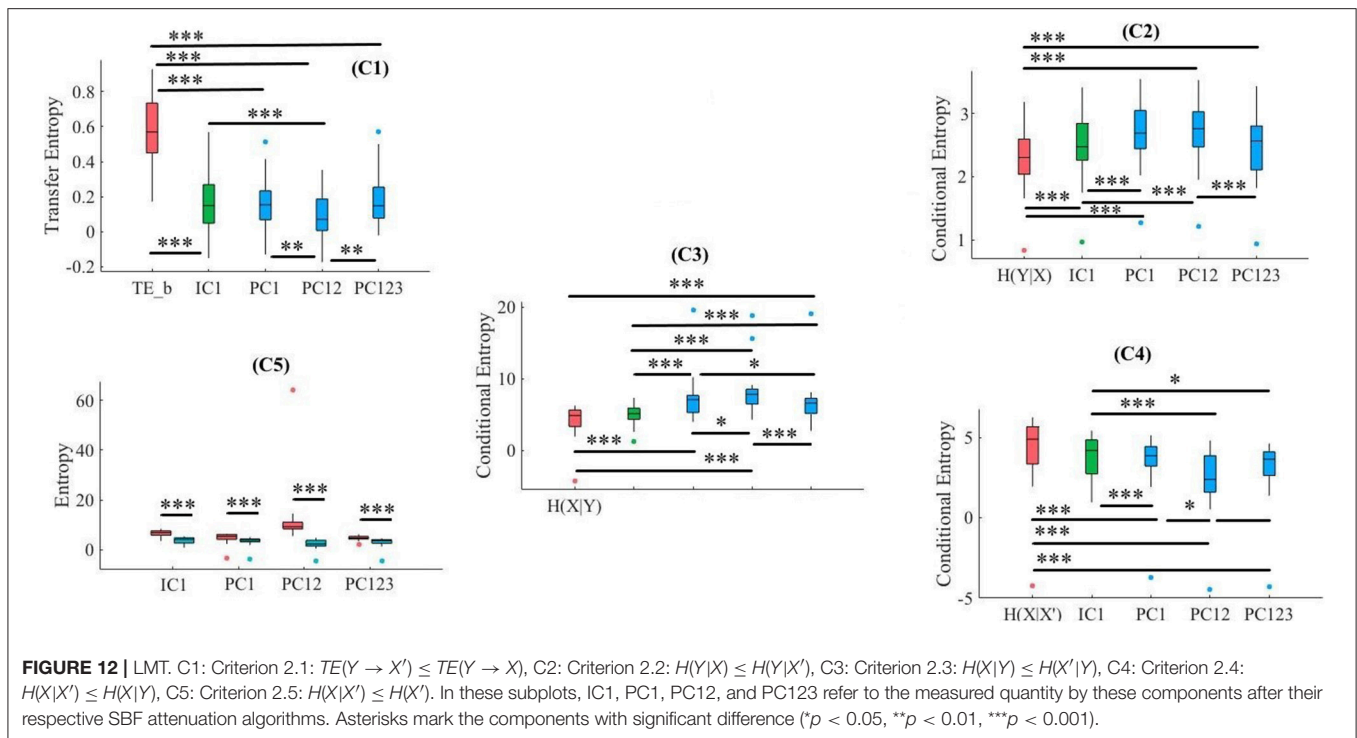 (C1)
***
***
***
***
Transfer Entropy
0.8
0.6
0.4
0.2
0
-0.2
***
**
**
TE_b IC1 PC1 PC12 PC123
(C2)
***
***
Conditional Entropy
3
2
1
***
***
***
***
H(Y|X) IC1 PC1 PC12 PC123
(C3)
***
***
***
***
*
Conditional Entropy
20
10
0
***
*
***
***
H(X|Y)
(C5)
Entropy
60
40
20
0
***
***
***
***
IC1 PC1 PC12 PC123
(C4)
*
***
Conditional Entropy
5
0
-5
***
*
***
***
***
H(X|X') IC1 PC1 PC12 PC123
FIGURE 12 | LMT. C1: Criterion 2.1: TE(Y → X′) ≤ TE(Y → X), C2: Criterion 2.2: H(Y|X) ≤ H(Y|X′), C3: Criterion 2.3: H(X|Y) ≤ H(X′|Y), C4: Criterion 2.4:
H(X|X′) ≤ H(X|Y), C5: Criterion 2.5: H(X|X′) ≤ H(X′). In these subplots, IC1, PC1, PC12, and PC123 refer to the measured quantity by these components after their
respective SBF attenuation algorithms. Asterisks mark the components with significant difference (*p < 0.05, **p < 0.01, ***p < 0.001).